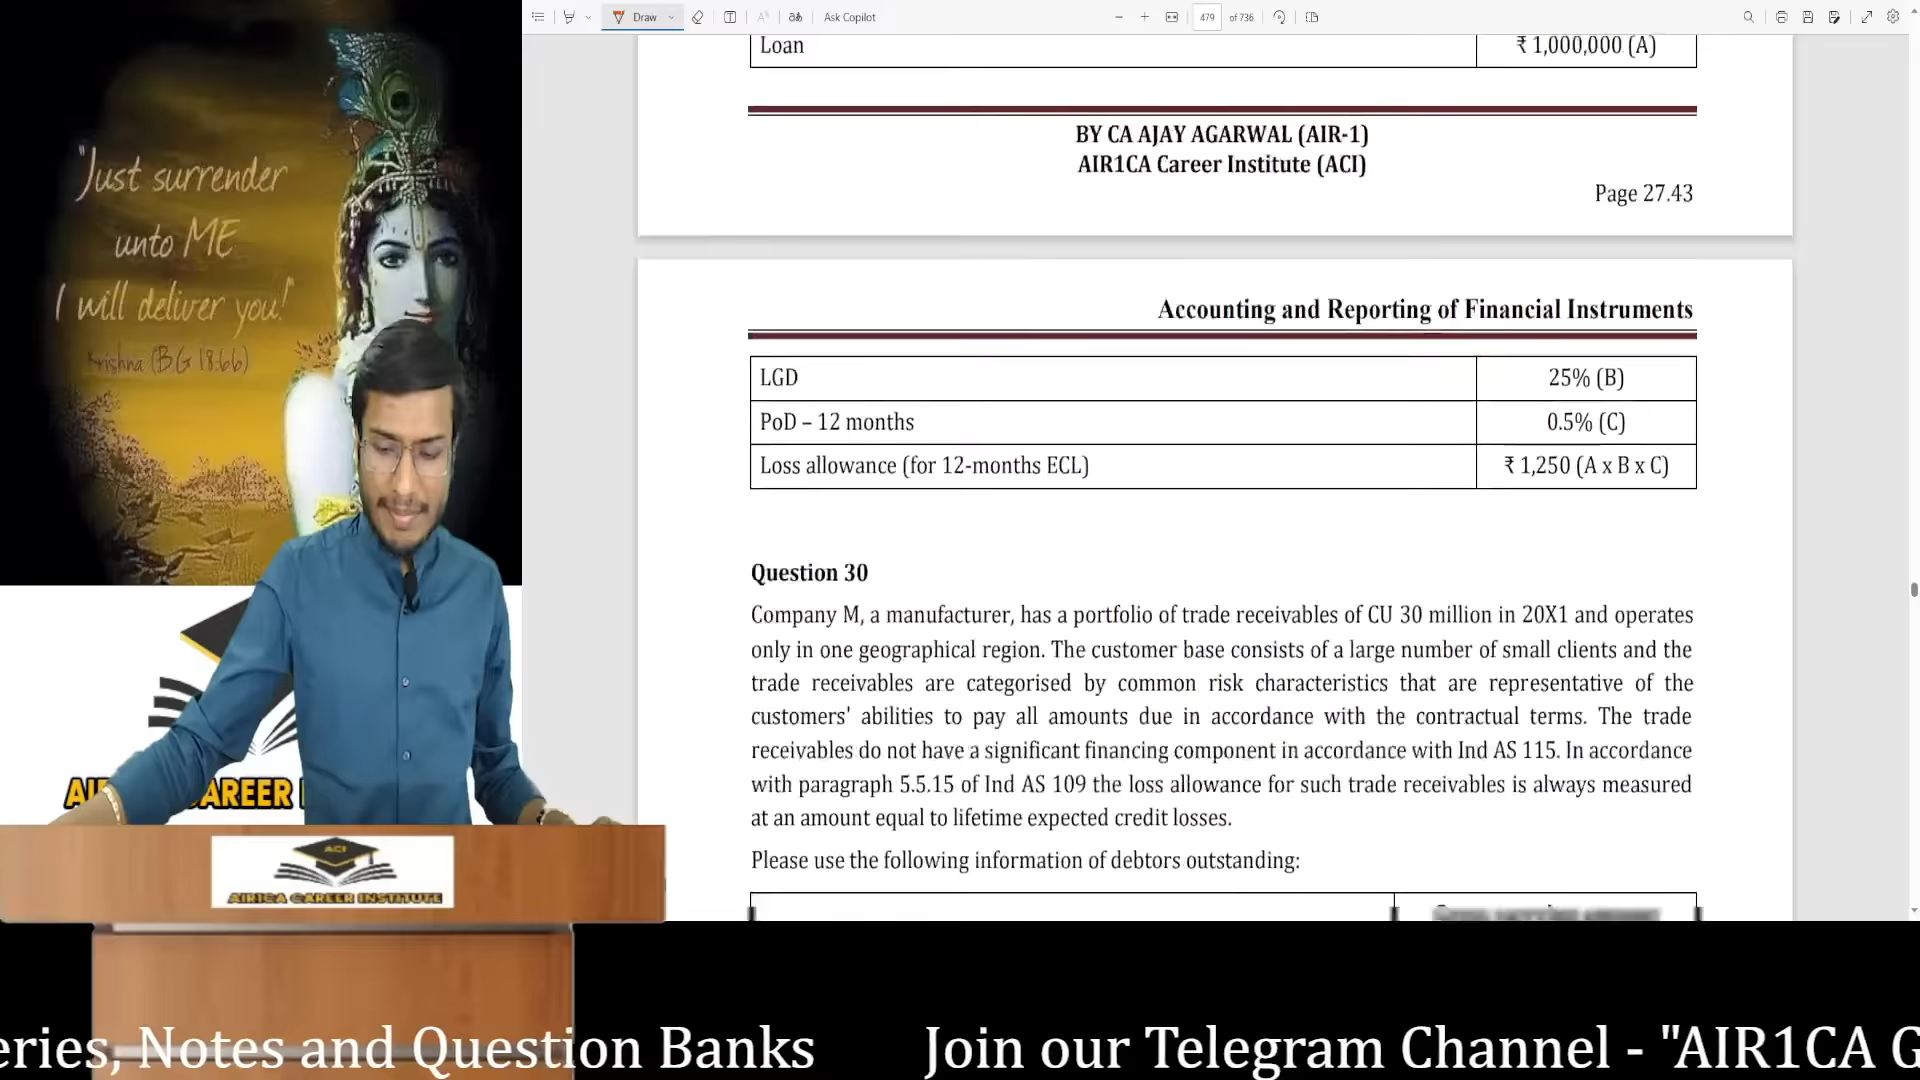 "Just surrender
unto ME
I will deliver you!"
Krishna (BG 18:66)
Draw
Ask Copilot
479
of 736
Loan
₹ 1,000,000 (A)
BY CA AJAY AGARWAL (AIR-1)
AIR1CA Career Institute (ACI)
Page 27.43
Accounting and Reporting of Financial Instruments
LGD
25% (B)
PoD – 12 months
0.5% (C)
Loss allowance (for 12-months ECL)
₹ 1,250 (A x B x C)
Question 30
Company M, a manufacturer, has a portfolio of trade receivables of CU 30 million in 20X1 and operates
only in one geographical region. The customer base consists of a large number of small clients and the
trade receivables are categorised by common risk characteristics that are representative of the
customers' abilities to pay all amounts due in accordance with the contractual terms. The trade
receivables do not have a significant financing component in accordance with Ind AS 115. In accordance
with paragraph 5.5.15 of Ind AS 109 the loss allowance for such trade receivables is always measured
at an amount equal to lifetime expected credit losses.
Please use the following information of debtors outstanding:
AREER
ACI
AIR1CA CAREER INSTITUTE
eries, Notes and Question Banks
Join our Telegram Channel - "AIR1CA G